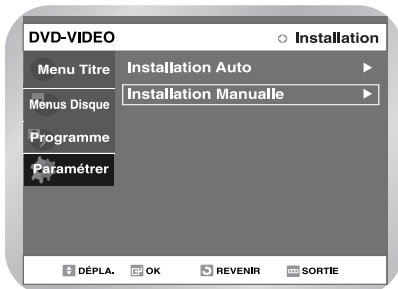 DVD-VIDEO Installation
Menu Titre Installation Auto
Menus Disque Installation Manualle
Programme
Paramétrer
DÉPLA. OK REVENIR SORTIE